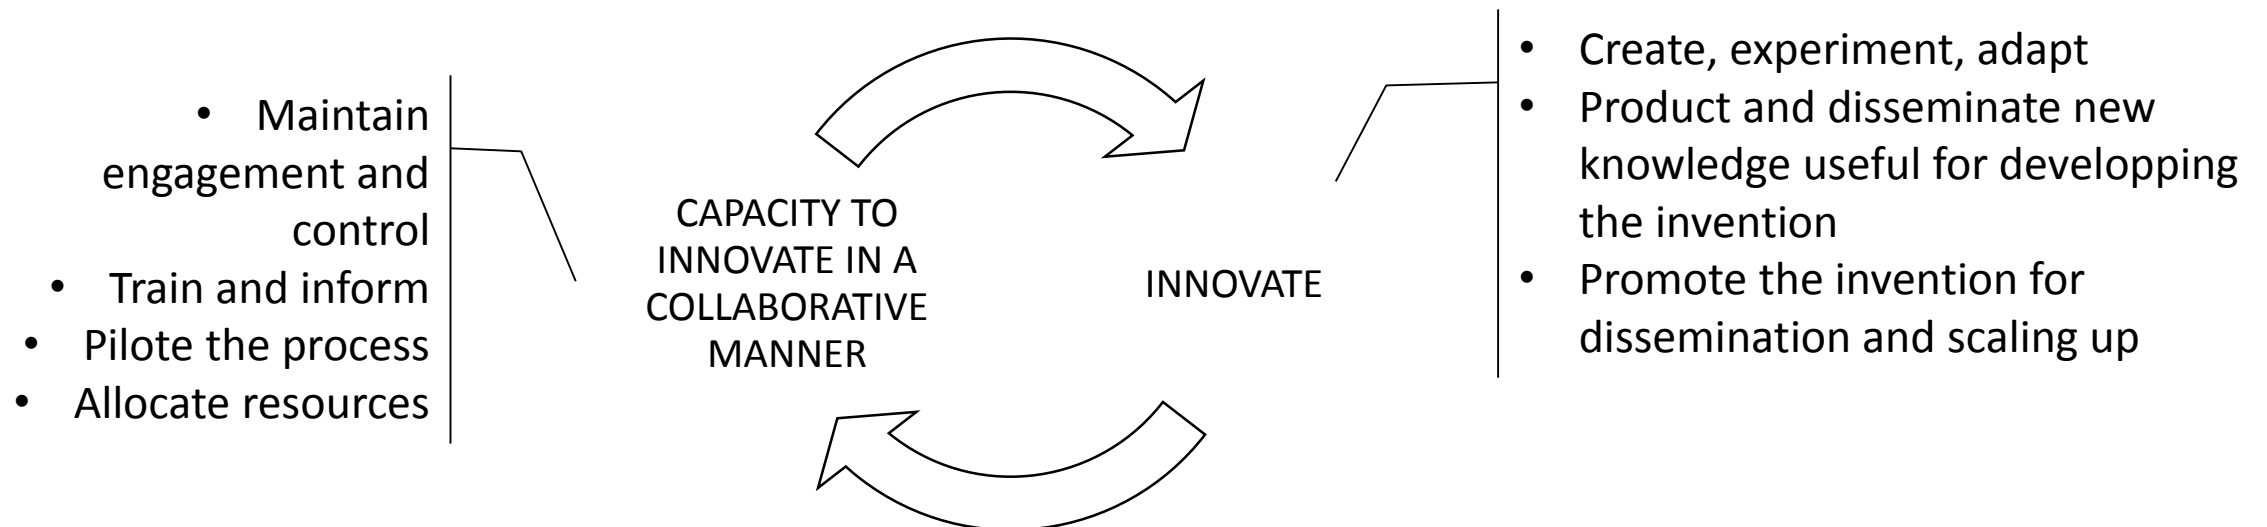 • Maintain
engagement and
control
• Train and inform
• Pilote the process
• Allocate resources
CAPACITY TO
INNOVATE IN A
COLLABORATIVE
MANNER
INNOVATE
• Create, experiment, adapt
• Product and disseminate new
knowledge useful for developping
the invention
• Promote the invention for
dissemination and scaling up